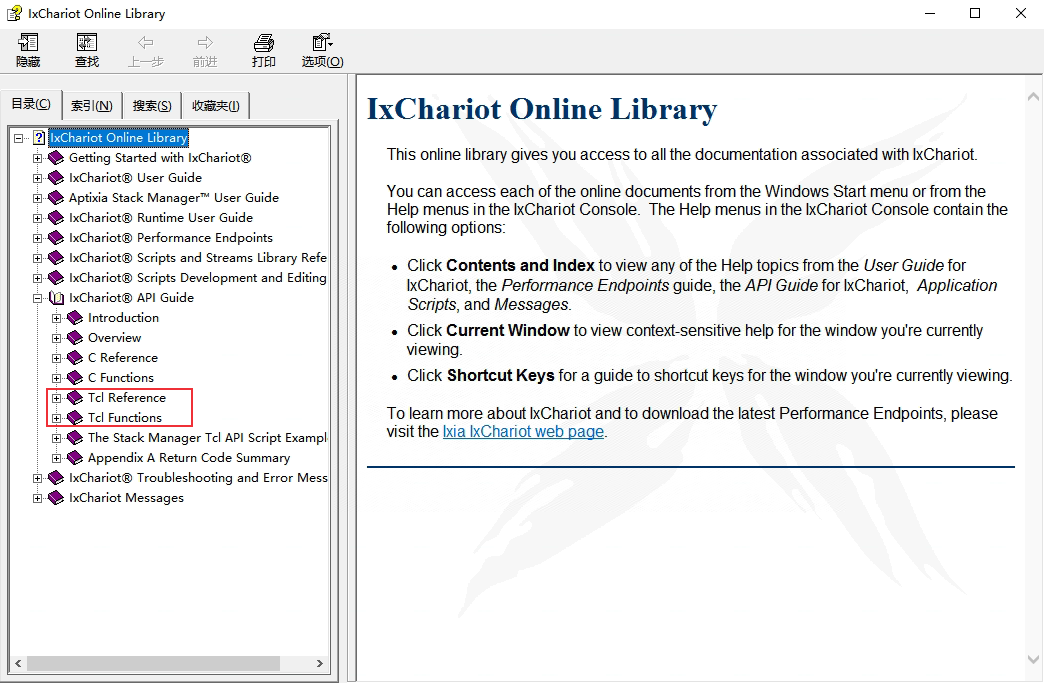 IxChariot Online Library
隐藏
查找
上一步
前进
打印
选项(O)
目录(C)
索引(N)
搜索(S)
收藏夹(I)
IxChariot Online Library
Getting Started with IxChariot®
IxChariot® User Guide
Aptixia Stack Manager™ User Guide
IxChariot® Runtime User Guide
IxChariot® Performance Endpoints
IxChariot® Scripts and Streams Library Refe
IxChariot® Scripts Development and Editing
IxChariot® API Guide
Introduction
Overview
C Reference
C Functions
Tcl Reference
Tcl Functions
The Stack Manager Tcl API Script Exampl
Appendix A Return Code Summary
IxChariot® Troubleshooting and Error Mess
IxChariot Messages
IxChariot Online Library
This online library gives you access to all the documentation associated with IxChariot.
You can access each of the online documents from the Windows Start menu or from the
Help menus in the IxChariot Console. The Help menus in the IxChariot Console contain the
following options:
• Click Contents and Index to view any of the Help topics from the User Guide for
IxChariot, the Performance Endpoints guide, the API Guide for IxChariot, Application
Scripts, and Messages.
• Click Current Window to view context-sensitive help for the window you're currently
viewing.
• Click Shortcut Keys for a guide to shortcut keys for the window you're currently viewing.
To learn more about IxChariot and to download the latest Performance Endpoints, please
visit the Ixia IxChariot web page.